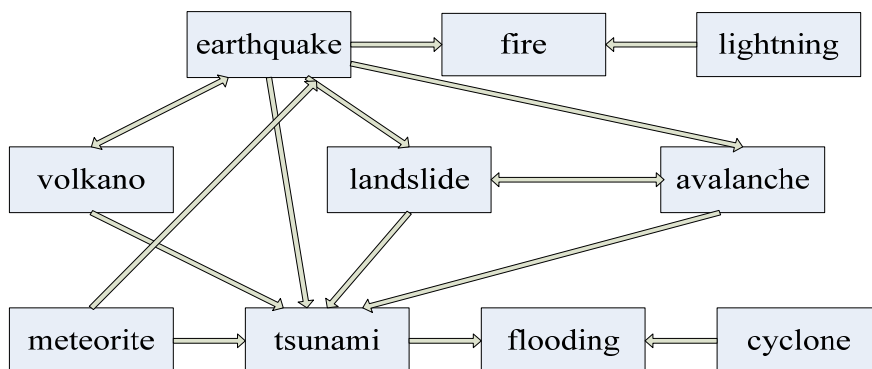 earthquake
fire
lightning
volkano
landslide
avalanche
meteorite
tsunami
flooding
cyclone